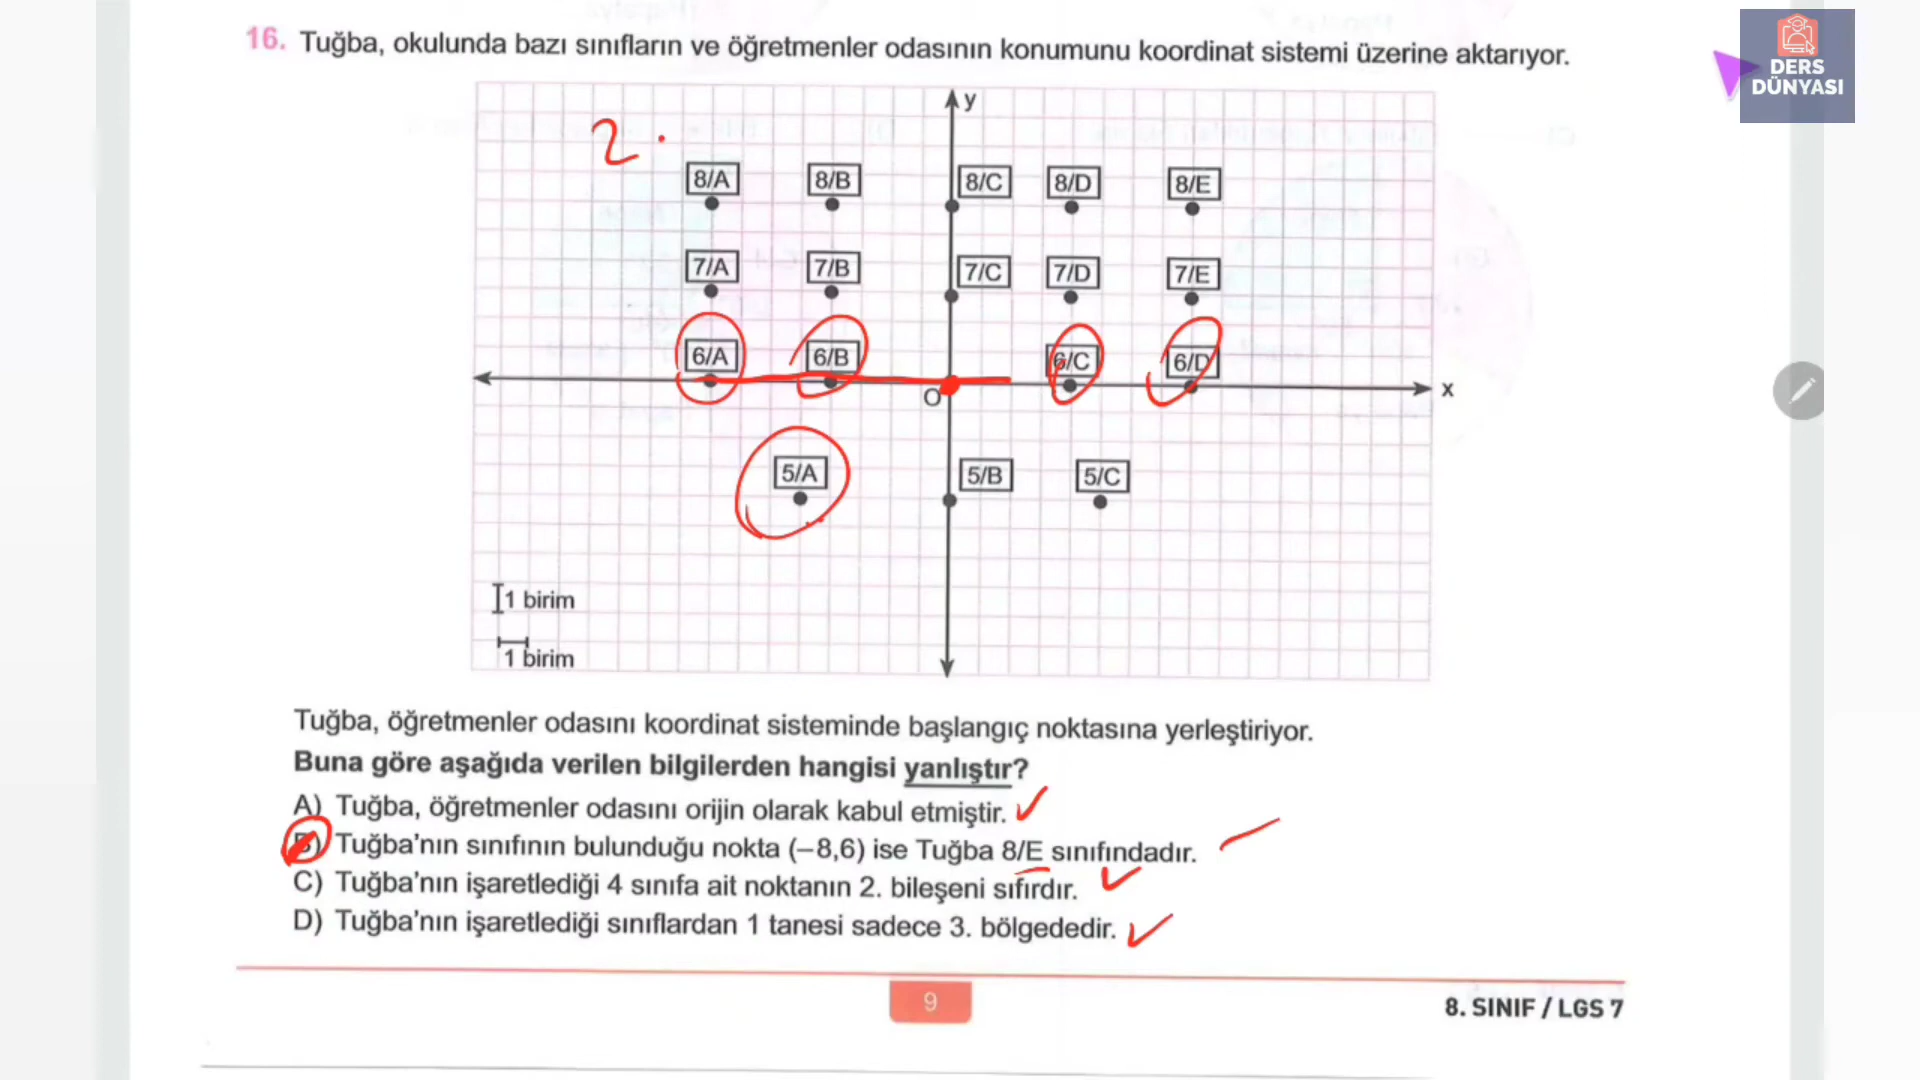 DERS
DÜNYASI
16. Tuğba, okulunda bazı sınıfların ve öğretmenler odasının konumunu koordinat sistemi üzerine aktarıyor.
y
2.
8/A 8/B 8/C 8/D 8/E
7/A 7/B 7/C 7/D 7/E
6/A 6/B 6/C 6/D
O x
5/A 5/B 5/C
1 birim
1 birim
Tuğba, öğretmenler odasını koordinat sisteminde başlangıç noktasına yerleştiriyor.
Buna göre aşağıda verilen bilgilerden hangisi yanlıştır?
A) Tuğba, öğretmenler odasını orijin olarak kabul etmiştir.
B) Tuğba'nın sınıfının bulunduğu nokta (−8,6) ise Tuğba 8/E sınıfındadır.
C) Tuğba'nın işaretlediği 4 sınıfa ait noktanın 2. bileşeni sıfırdır.
D) Tuğba'nın işaretlediği sınıflardan 1 tanesi sadece 3. bölgededir.
9
8. SINIF / LGS 7